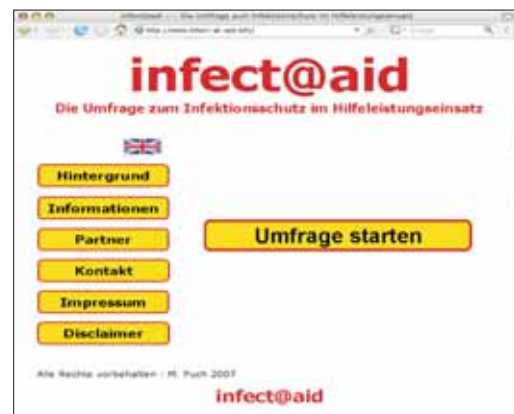 infect@aid
Die Umfrage zum Infektionsschutz im Hilfeleistungseinsatz
Hintergrund
Informationen
Partner
Kontakt
Impressum
Disclaimer
Umfrage starten
Alle Rechte vorbehalten - M. Puch 2007
infect@aid